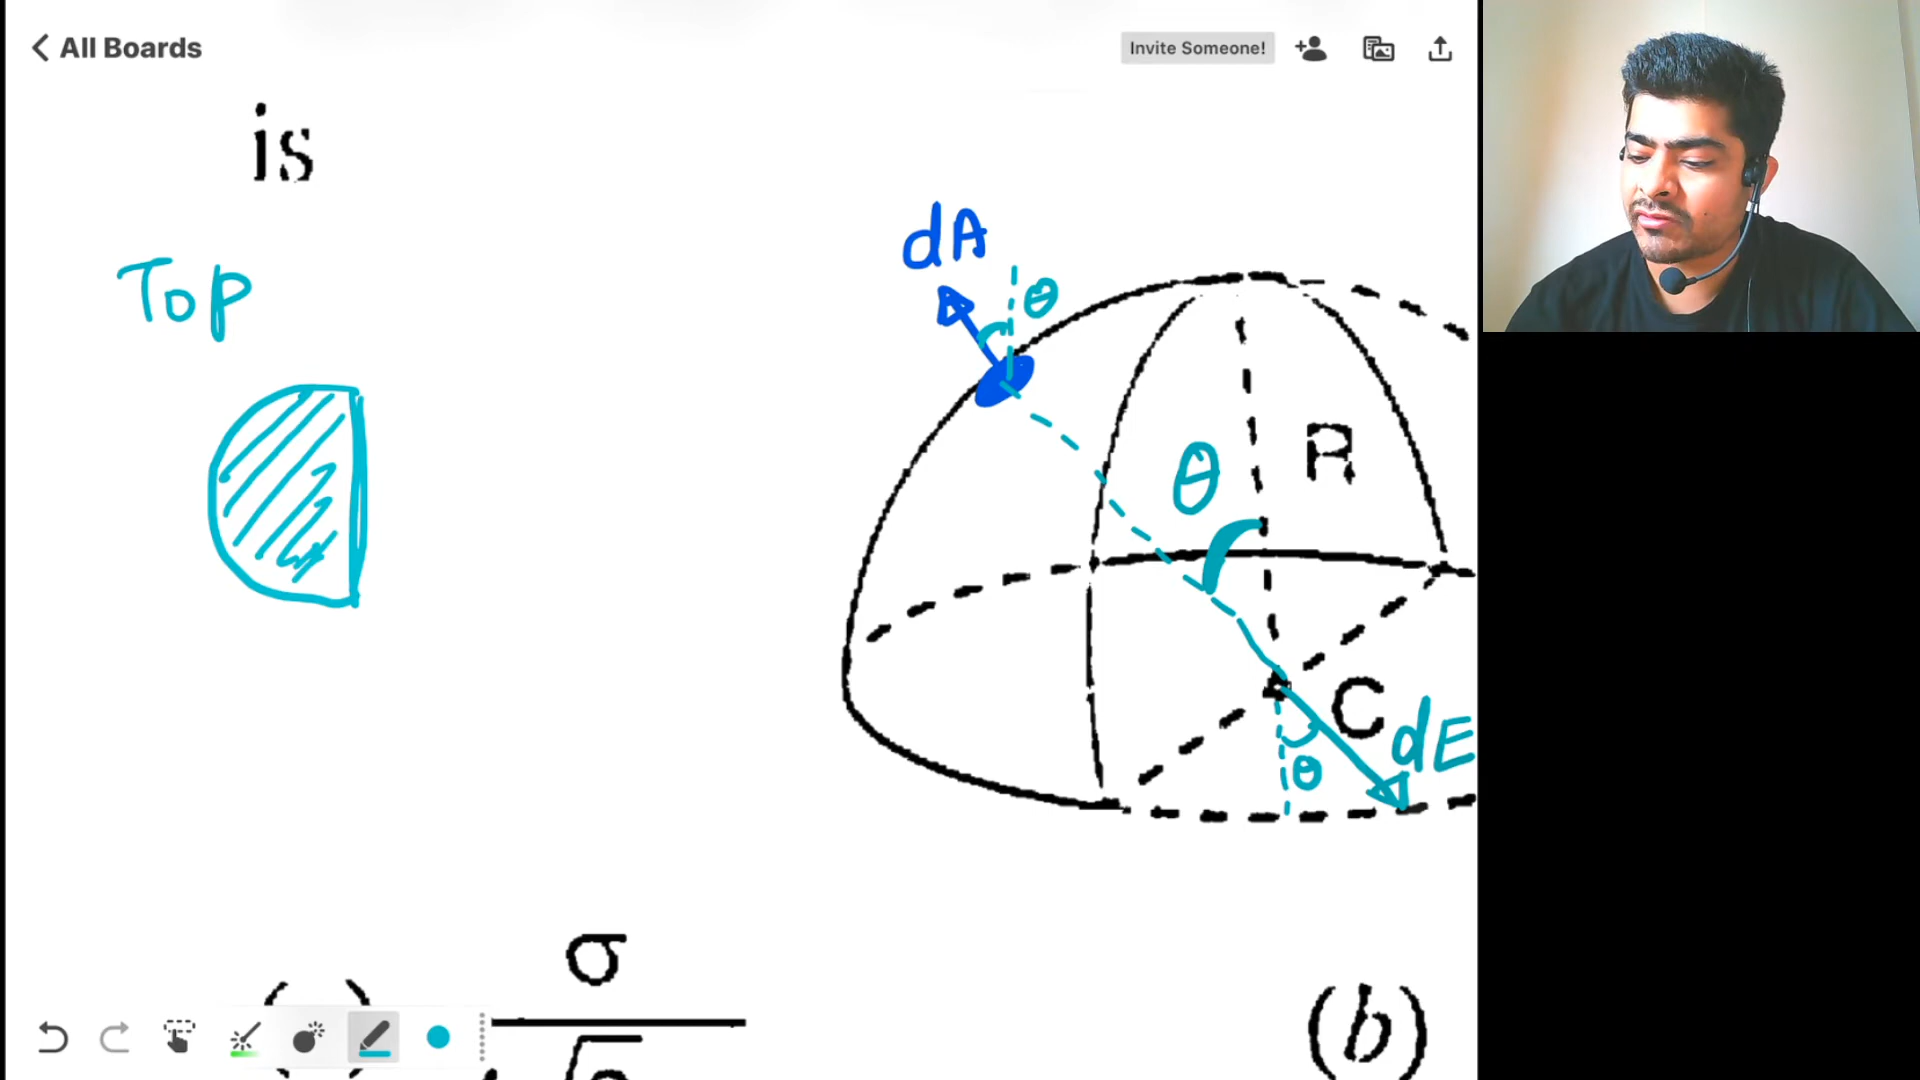 All Boards
Invite Someone!
is
Top
dA
θ
θ
R
C
dE
θ
σ
(b)